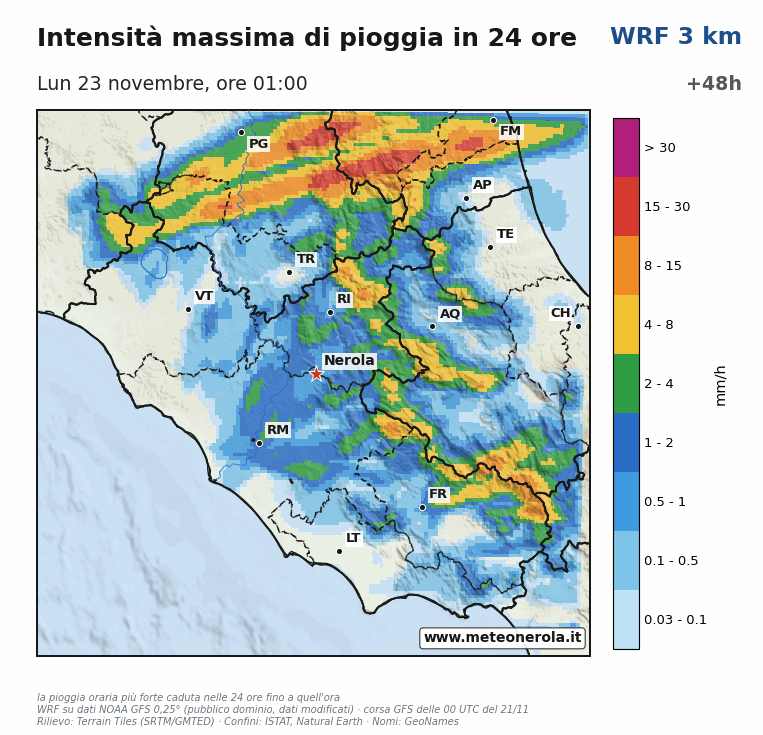 Intensità massima di pioggia in 24 ore WRF 3 km
Lun 23 novembre, ore 01:00 +48h
FM
PG
AP
TE
TR
VT
RI
AQ
CH
Nerola
RM
FR
LT
www.meteonerola.it
> 30
15 - 30
8 - 15
4 - 8
2 - 4
1 - 2
0.5 - 1
0.1 - 0.5
0.03 - 0.1
mm/h
la pioggia oraria più forte caduta nelle 24 ore fino a quell'ora
WRF su dati NOAA GFS 0,25° (pubblico dominio, dati modificati) · corsa GFS delle 00 UTC del 21/11
Rilievo: Terrain Tiles (SRTM/GMTED) · Confini: ISTAT, Natural Earth · Nomi: GeoNames